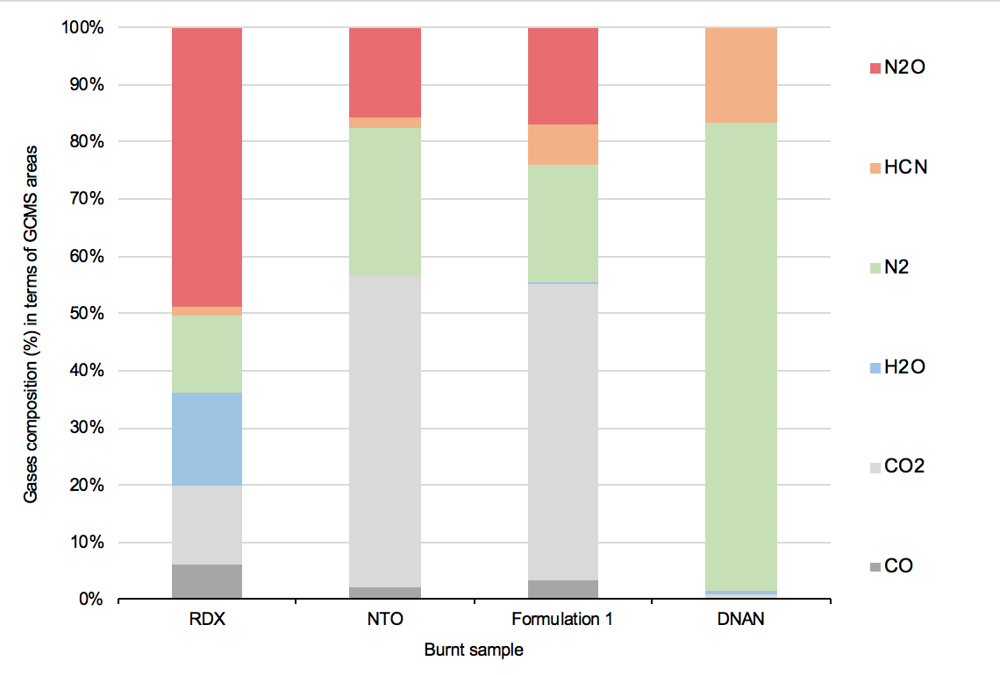 100%
90%
80%
70%
60%
50%
40%
30%
20%
10%
0%
Gases composition (%) in terms of GCMS areas
RDX
NTO
Formulation 1
DNAN
Burnt sample
N2O
HCN
N2
H2O
CO2
CO